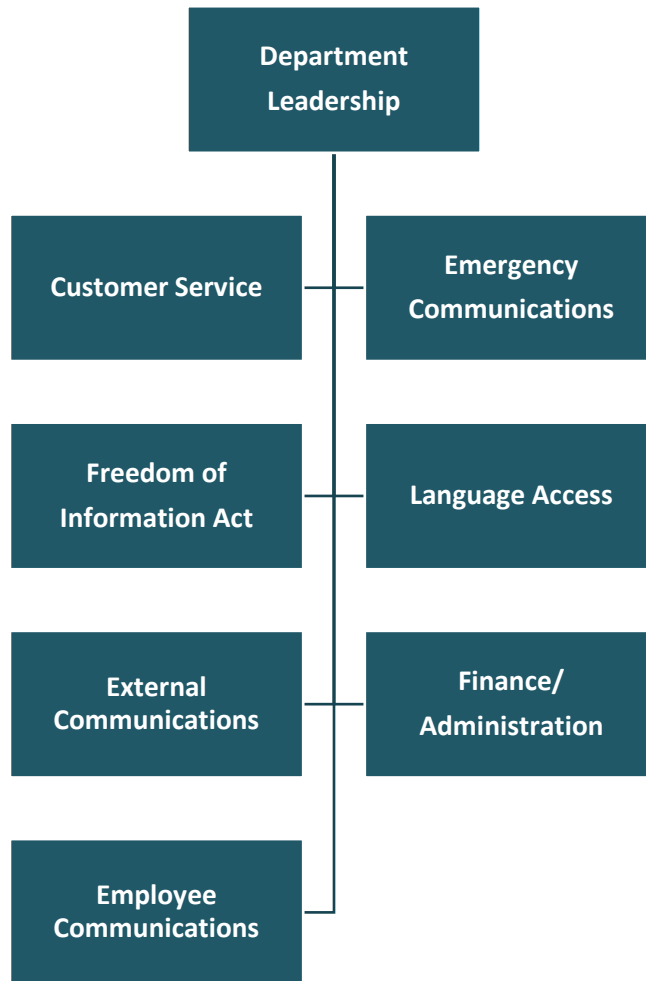 Department
Leadership
Customer Service
Emergency
Communications
Freedom of
Information Act
Language Access
External
Communications
Finance/
Administration
Employee
Communications